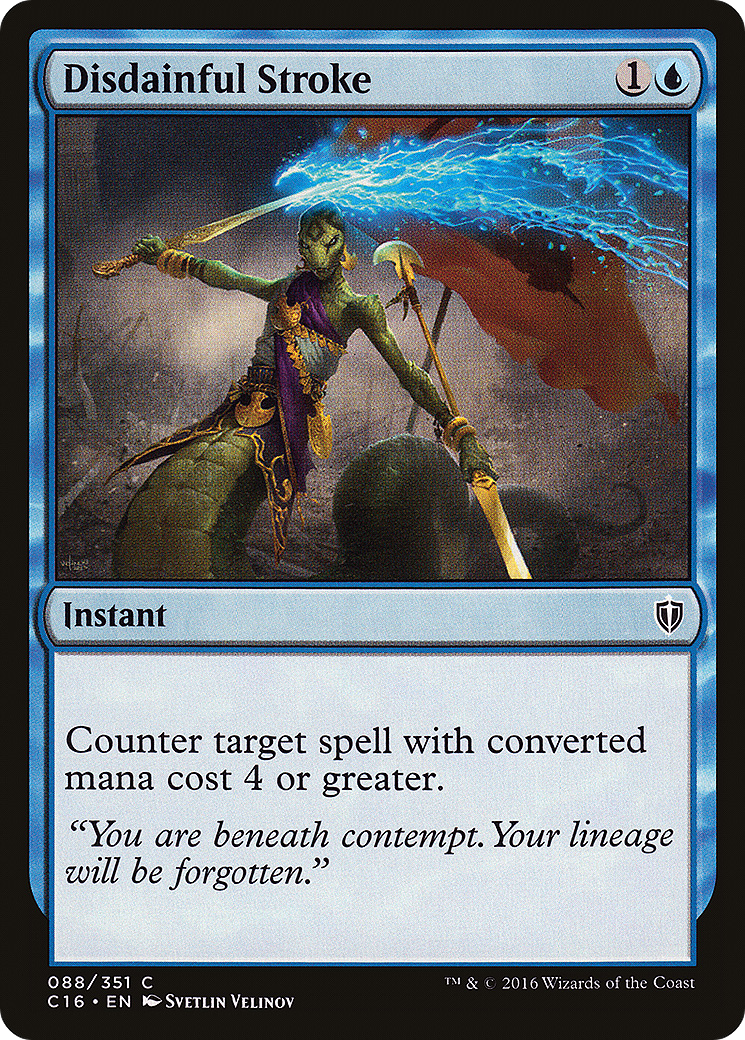 Disdainful Stroke
1
Instant
Counter target spell with converted
mana cost 4 or greater.
“You are beneath contempt. Your lineage
will be forgotten.”
088/351 C
C16 • EN Svetlin Velinov
™ & © 2016 Wizards of the Coast